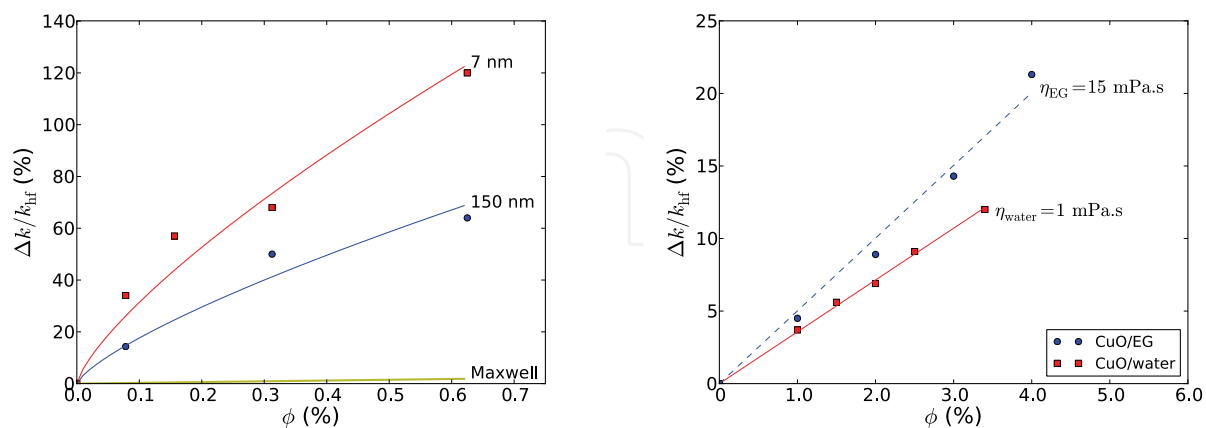 140
120
100
80
60
40
20
0
0.0 0.1 0.2 0.3 0.4 0.5 0.6 0.7
Δk/k_hf (%)
ϕ (%)
7 nm
150 nm
Maxwell
25
20
15
10
5
0
0.0 1.0 2.0 3.0 4.0 5.0 6.0
Δk/k_hf (%)
ϕ (%)
η_EG=15 mPa.s
η_water=1 mPa.s
CuO/EG
CuO/water